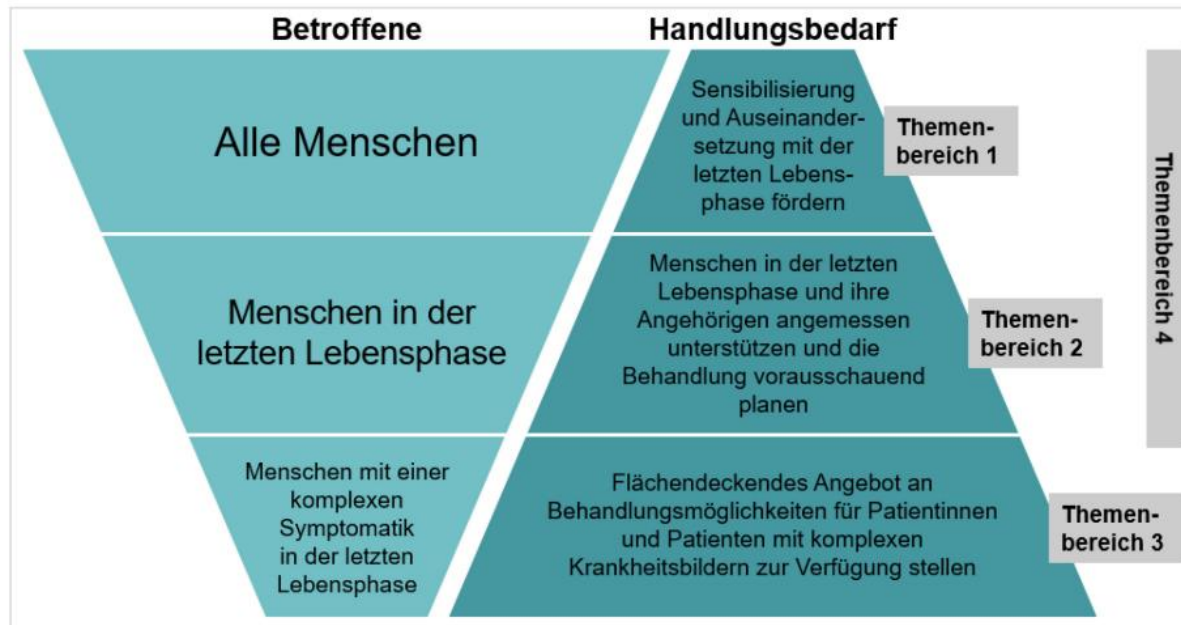 Betroffene
Handlungsbedarf
Alle Menschen
Sensibilisierung
und Auseinander-
setzung mit der
letzten Lebens-
phase fördern
Themen-
bereich 1
Menschen in der
letzten Lebensphase
Menschen in der letzten
Lebensphase und ihre
Angehörigen angemessen
unterstützen und die
Behandlung vorausschauend
planen
Themen-
bereich 2
Menschen mit einer
komplexen
Symptomatik
in der letzten
Lebensphase
Flächendeckendes Angebot an
Behandlungsmöglichkeiten für Patientinnen
und Patienten mit komplexen
Krankheitsbildern zur Verfügung stellen
Themen-
bereich 3
Themenbereich 4